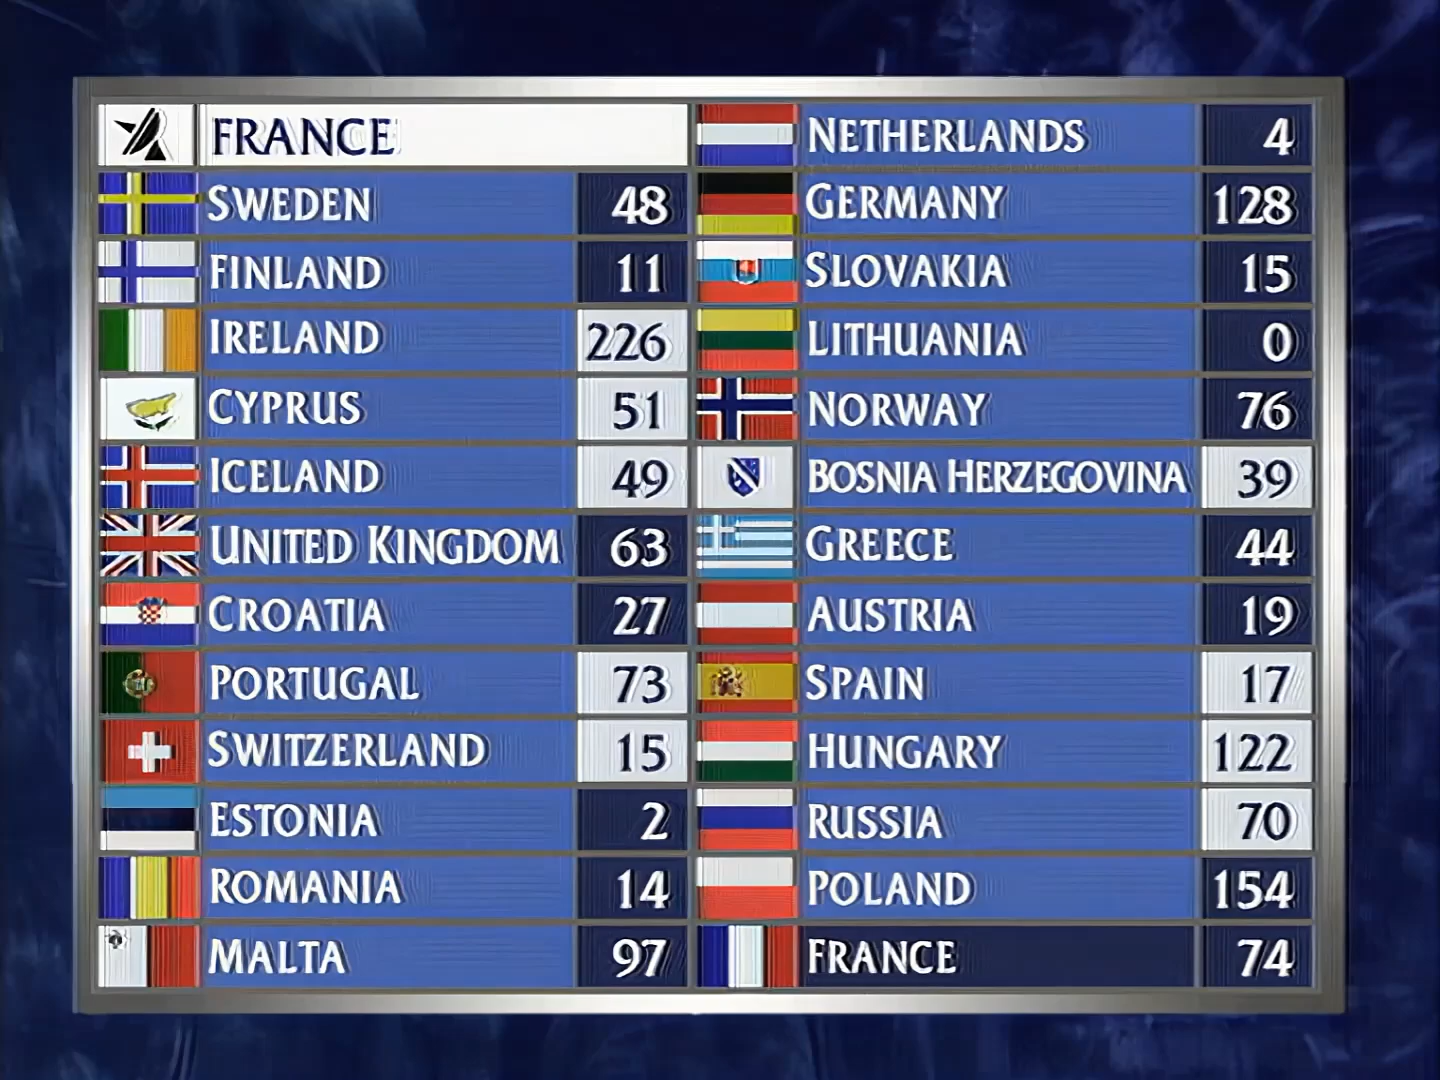 FRANCE
SWEDEN 48
FINLAND 11
IRELAND 226
CYPRUS 51
ICELAND 49
UNITED KINGDOM 63
CROATIA 27
PORTUGAL 73
SWITZERLAND 15
ESTONIA 2
ROMANIA 14
MALTA 97
NETHERLANDS 4
GERMANY 128
SLOVAKIA 15
LITHUANIA 0
NORWAY 76
BOSNIA HERZEGOVINA 39
GREECE 44
AUSTRIA 19
SPAIN 17
HUNGARY 122
RUSSIA 70
POLAND 154
FRANCE 74